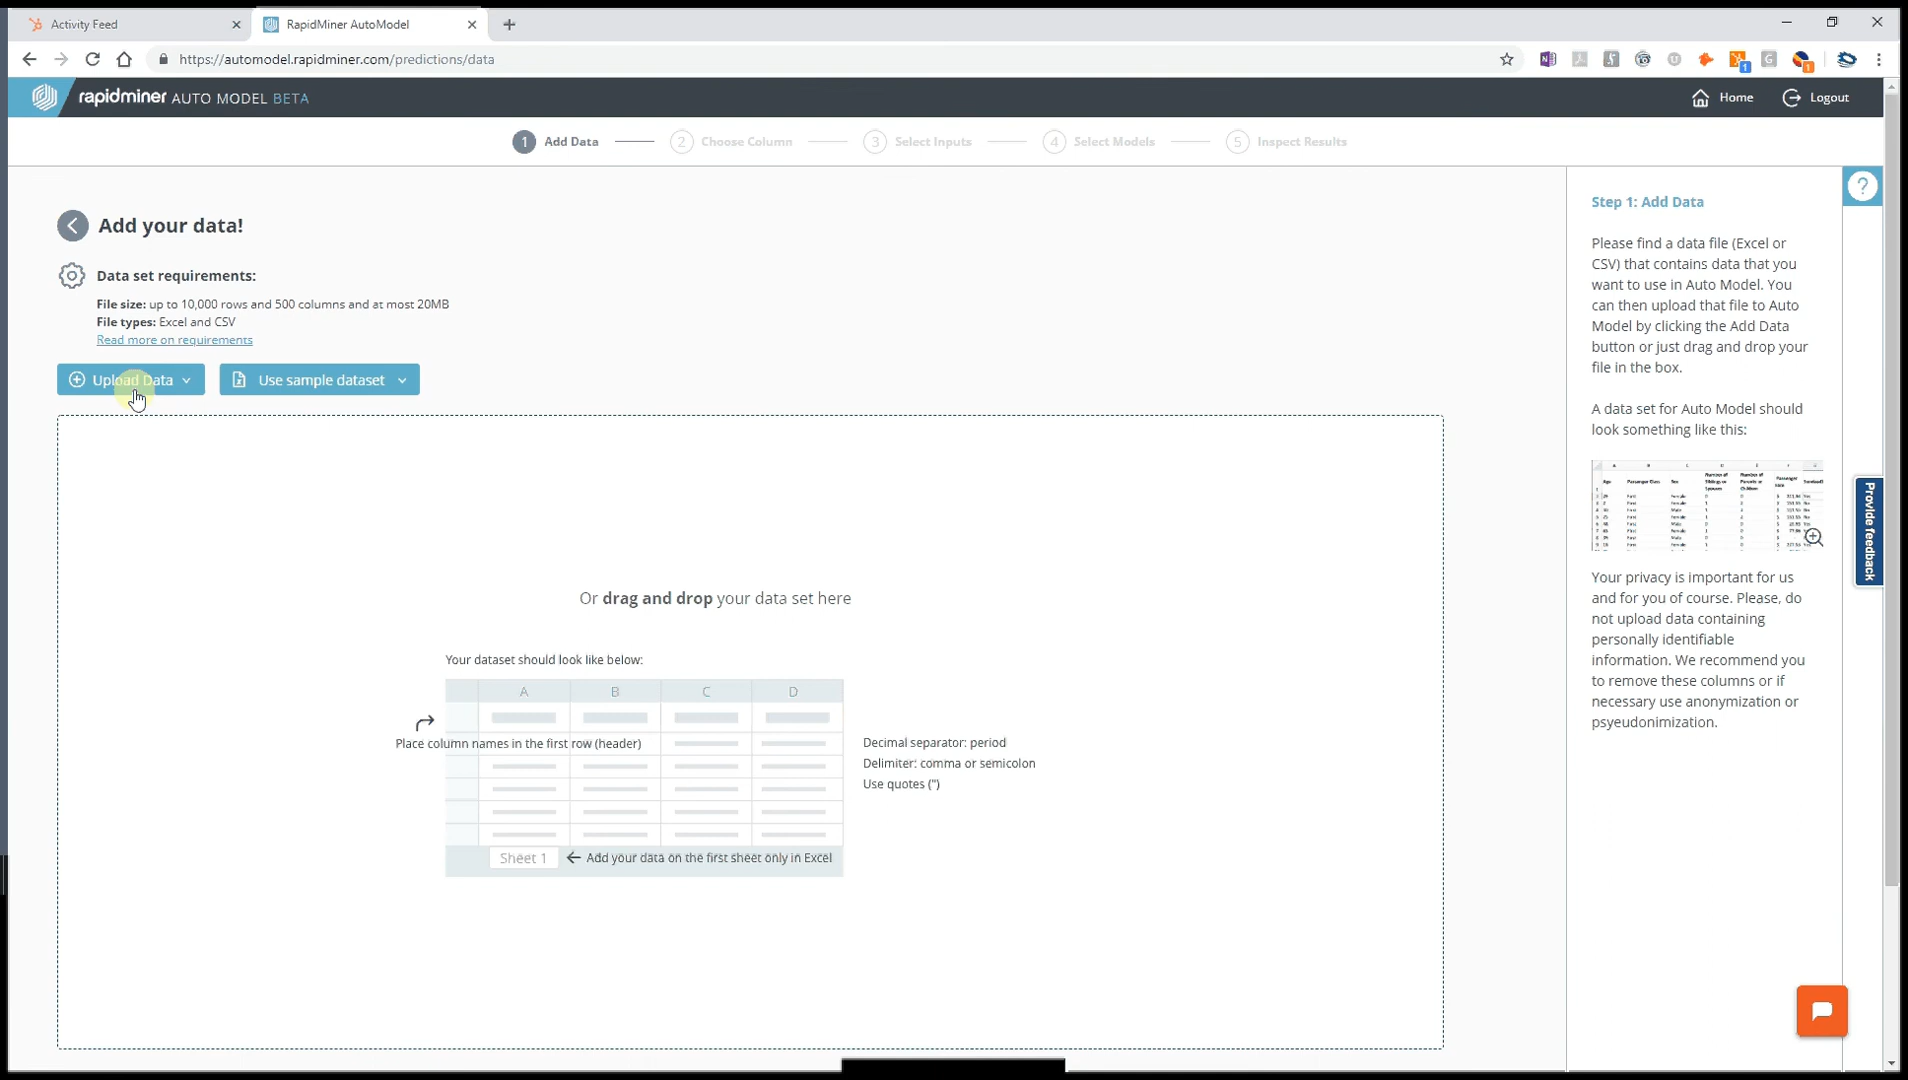 Activity Feed
RapidMiner AutoModel
https://automodel.rapidminer.com/predictions/data
rapidminer AUTO MODEL BETA
Home
Logout
1 Add Data
2 Choose Column
3 Select Inputs
4 Select Models
5 Inspect Results
Add your data!
Data set requirements:
File size: up to 10,000 rows and 500 columns and at most 20MB
File types: Excel and CSV
Read more on requirements
Upload Data
Use sample dataset
Or drag and drop your data set here
Your dataset should look like below:
A B C D
Place column names in the first row (header)
Decimal separator: period
Delimiter: comma or semicolon
Use quotes (")
Sheet 1
Add your data on the first sheet only in Excel
Step 1: Add Data
Please find a data file (Excel or
CSV) that contains data that you
want to use in Auto Model. You
can then upload that file to Auto
Model by clicking the Add Data
button or just drag and drop your
file in the box.
A data set for Auto Model should
look something like this:
Your privacy is important for us
and for you of course. Please, do
not upload data containing
personally identifiable
information. We recommend you
to remove these columns or if
necessary use anonymization or
psyeudonimization.
?
Provide feedback